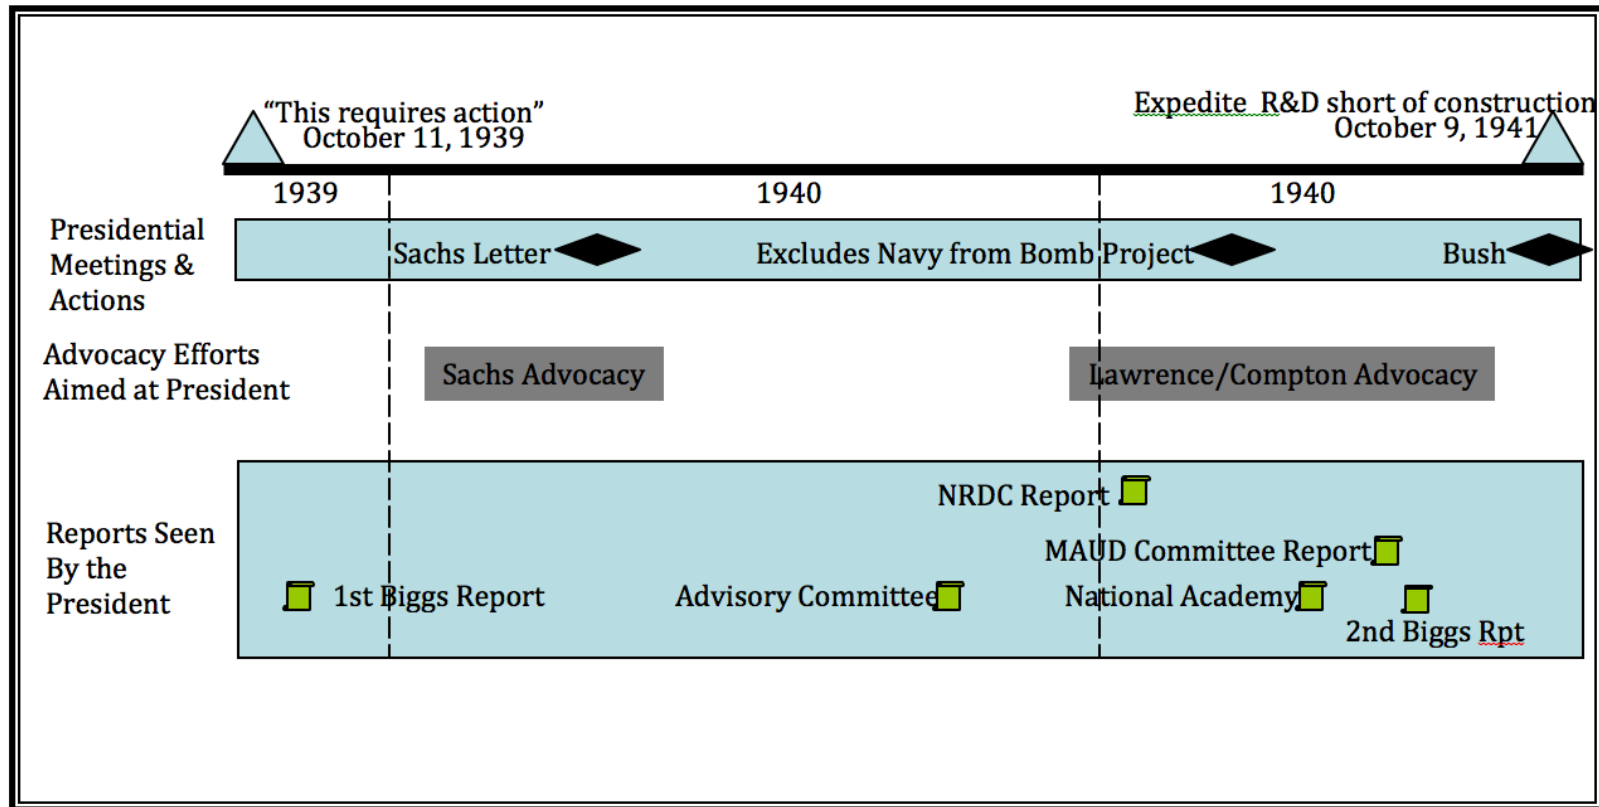 “This requires action”
October 11, 1939
Expedite R&D short of construction
October 9, 1941
1939
1940
1940
Presidential
Meetings &
Actions
Sachs Letter
Excludes Navy from Bomb Project
Bush
Advocacy Efforts
Aimed at President
Sachs Advocacy
Lawrence/Compton Advocacy
Reports Seen
By the
President
NRDC Report
MAUD Committee Report
1st Biggs Report
Advisory Committee
National Academy
2nd Biggs Rpt